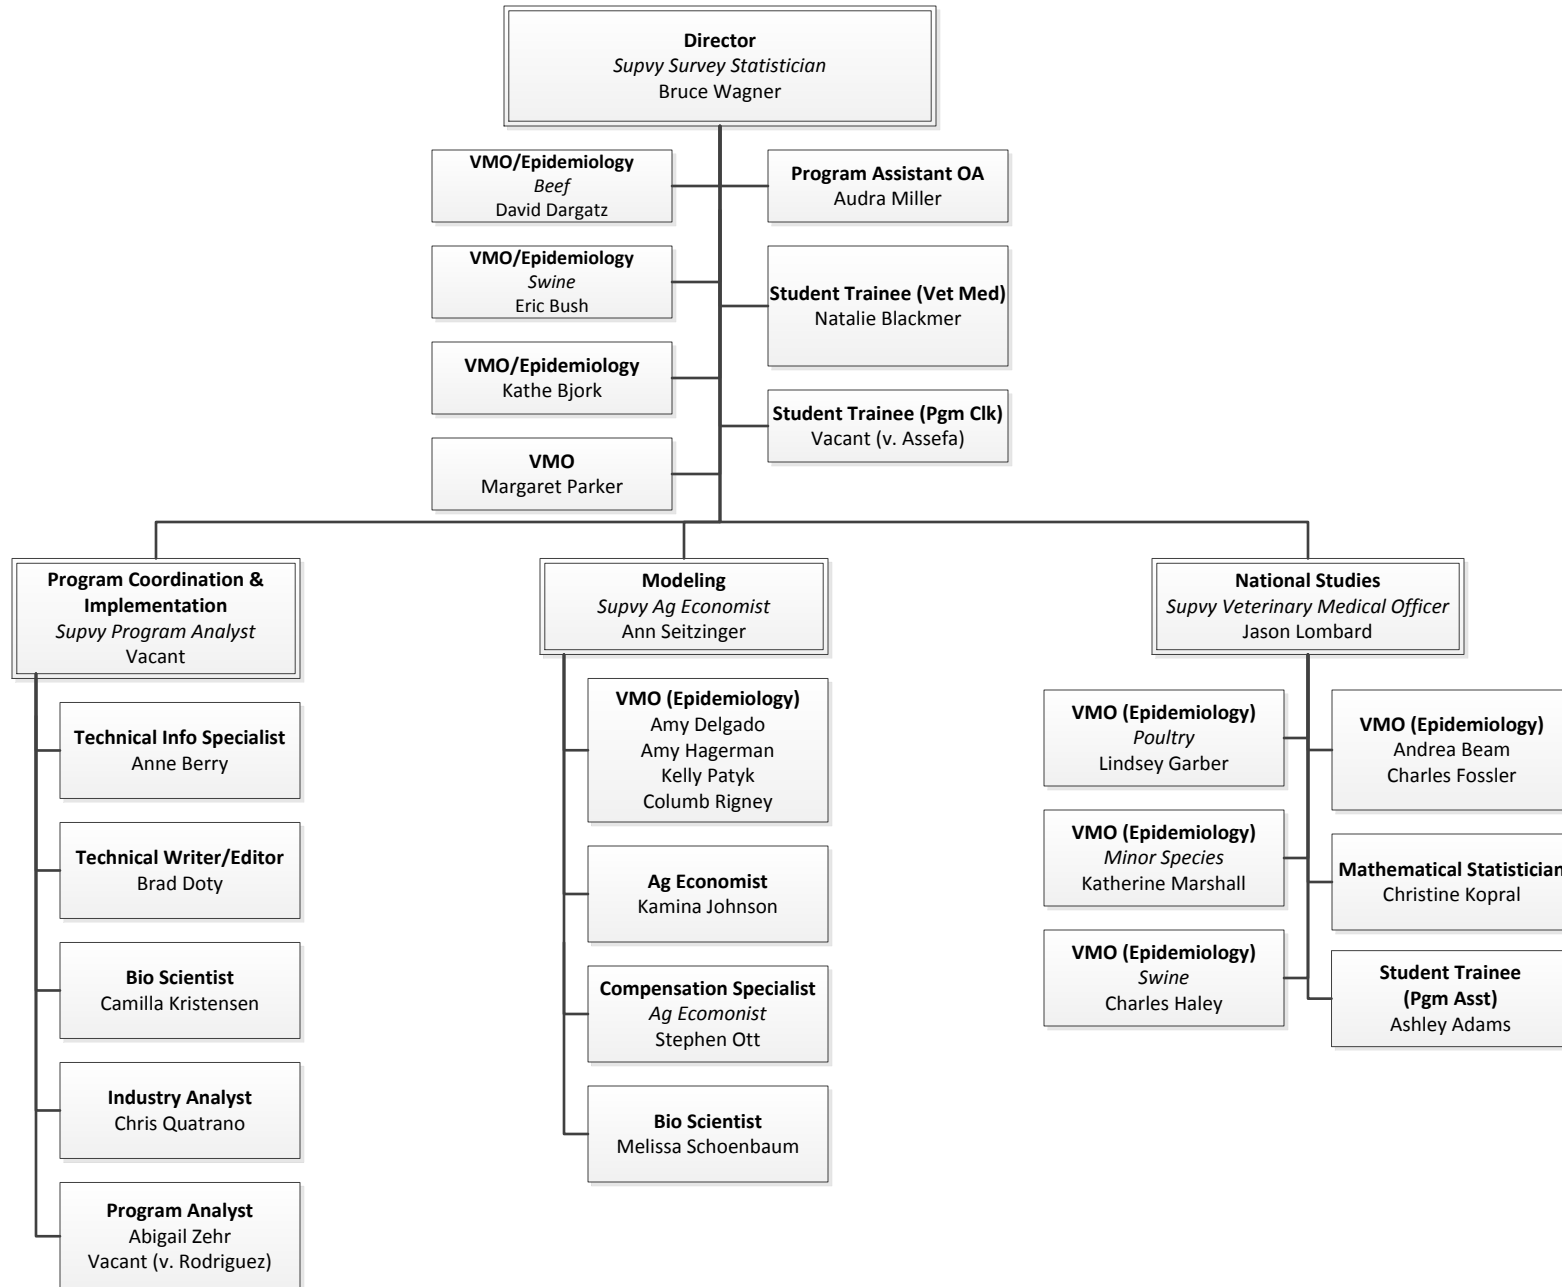 Director
Supvy Survey Statistician
Bruce Wagner
VMO/Epidemiology
Beef
David Dargatz
Program Assistant OA
Audra Miller
VMO/Epidemiology
Swine
Eric Bush
Student Trainee (Vet Med)
Natalie Blackmer
VMO/Epidemiology
Kathe Bjork
Student Trainee (Pgm Clk)
Vacant (v. Assefa)
VMO
Margaret Parker
Program Coordination &
Implementation
Supvy Program Analyst
Vacant
Technical Info Specialist
Anne Berry
Technical Writer/Editor
Brad Doty
Bio Scientist
Camilla Kristensen
Industry Analyst
Chris Quatrano
Program Analyst
Abigail Zehr
Vacant (v. Rodriguez)
Modeling
Supvy Ag Economist
Ann Seitzinger
VMO (Epidemiology)
Amy Delgado
Amy Hagerman
Kelly Patyk
Columb Rigney
Ag Economist
Kamina Johnson
Compensation Specialist
Ag Ecomonist
Stephen Ott
Bio Scientist
Melissa Schoenbaum
National Studies
Supvy Veterinary Medical Officer
Jason Lombard
VMO (Epidemiology)
Poultry
Lindsey Garber
VMO (Epidemiology)
Andrea Beam
Charles Fossler
VMO (Epidemiology)
Minor Species
Katherine Marshall
Mathematical Statistician
Christine Kopral
VMO (Epidemiology)
Swine
Charles Haley
Student Trainee
(Pgm Asst)
Ashley Adams